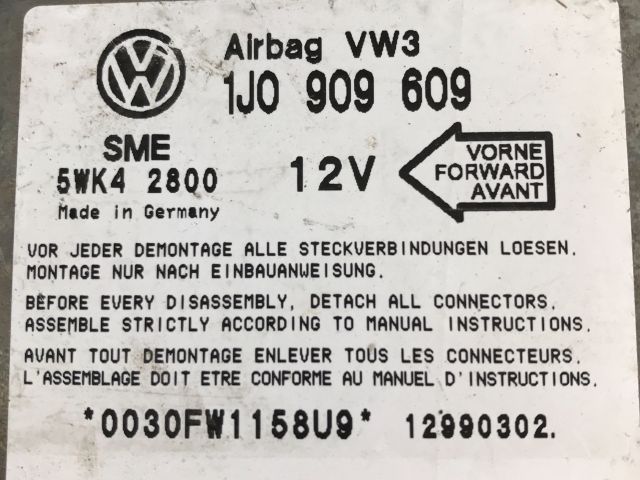 Airbag VW3
1J0 909 609
SME
5WK4 2800
Made in Germany
12V
VORNE
FORWARD
AVANT
VOR JEDER DEMONTAGE ALLE STECKVERBINDUNGEN LOESEN.
MONTAGE NUR NACH EINBAUANWEISUNG.
BEFORE EVERY DISASSEMBLY, DETACH ALL CONNECTORS.
ASSEMBLE STRICTLY ACCORDING TO MANUAL INSTRUCTIONS.
AVANT TOUT DEMONTAGE ENLEVER TOUS LES CONNECTEURS.
L'ASSEMBLAGE DOIT ETRE CONFORME AU MANUEL D'INSTRUCTIONS.
*0030FW1158U9* 12990302.